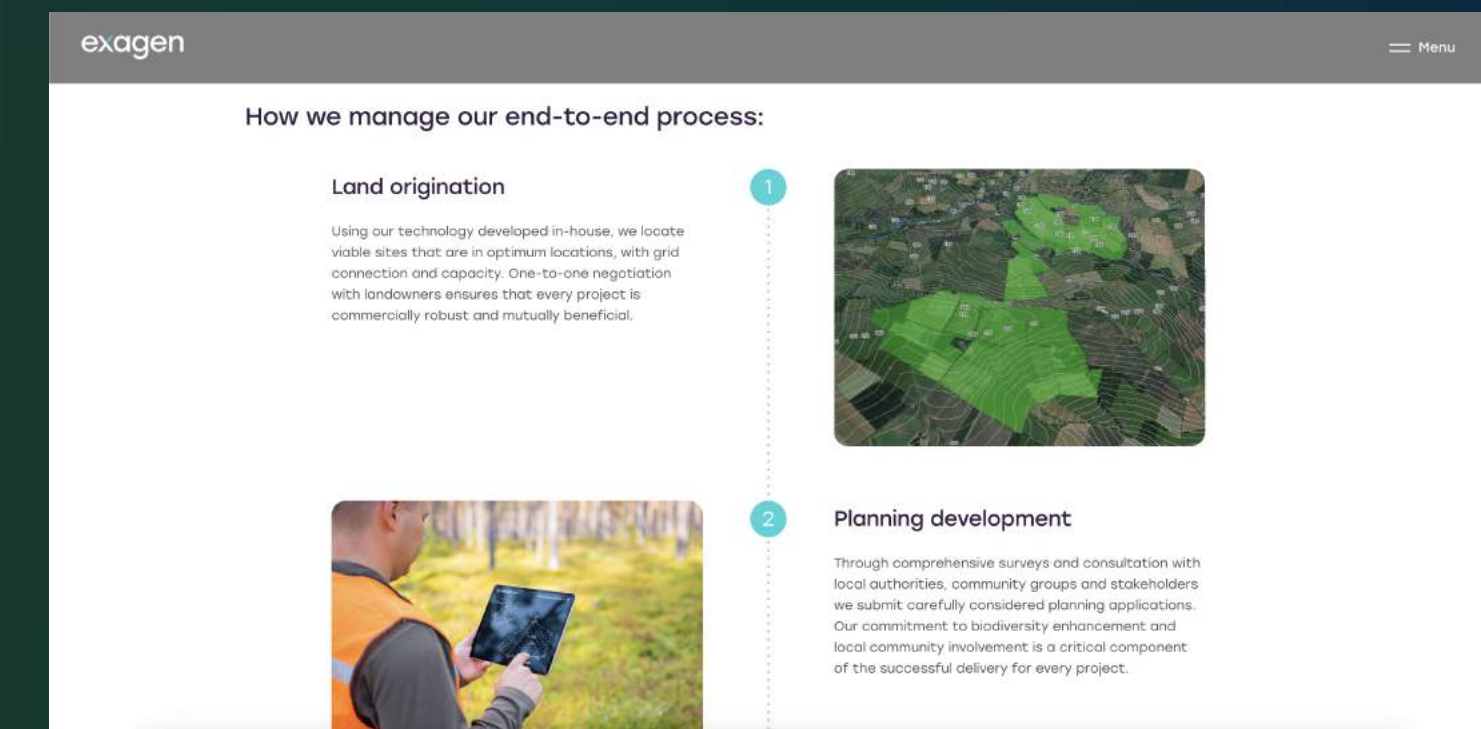 exagen
Menu
How we manage our end-to-end process:
Land origination
1
Using our technology developed in-house, we locate
viable sites that are in optimum locations, with grid
connection and capacity. One-to-one negotiation
with landowners ensures that every project is
commercially robust and mutually beneficial.
2
Planning development
Through comprehensive surveys and consultation with
local authorities, community groups and stakeholders
we submit carefully considered planning applications.
Our commitment to biodiversity enhancement and
local community involvement is a critical component
of the successful delivery for every project.